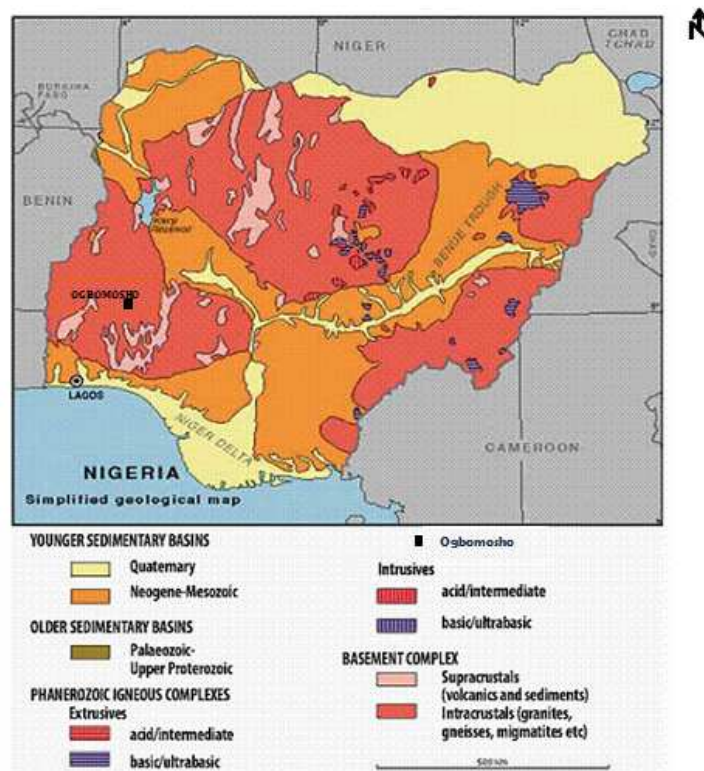 N
NIGER
CHAD
TCHAD
BURKINA
FASO
BENIN
BENUE TROUGH
OGBOMOSHO
LAGOS
NIGER DELTA
CAMEROON
NIGERIA
Simplified geological map
YOUNGER SEDIMENTARY BASINS
Quaternary
Neogene-Mesozoic
OLDER SEDIMENTARY BASINS
Palaeozoic-
Upper Proterozoic
PHANEROZOIC IGNEOUS COMPLEXES
Extrusives
acid/intermediate
basic/ultrabasic
Ogbomosho
Intrusives
acid/intermediate
basic/ultrabasic
BASEMENT COMPLEX
Supracrustals
(volcanics and sediments)
Intracrustals (granites,
gneisses, migmatites etc)